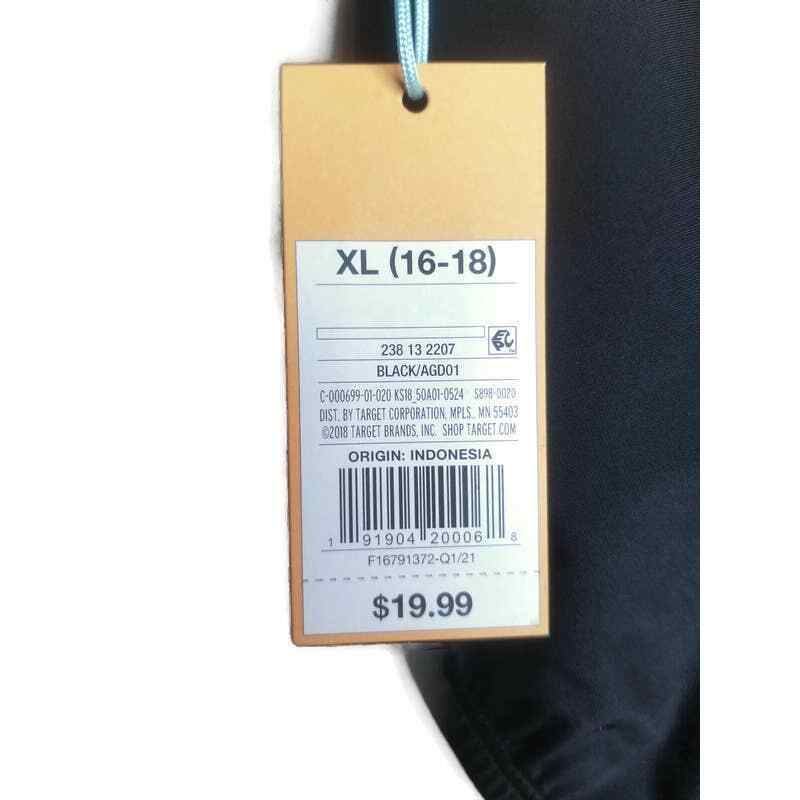 XL (16-18)
238 13 2207
BLACK/AGD01
C-000699-01-020 KS18_50A01-0524 S898-0020
DIST. BY TARGET CORPORATION, MPLS., MN 55403
©2018 TARGET BRANDS, INC. SHOP TARGET.COM
ORIGIN: INDONESIA
1 91904 20006 8
F16791372-Q1/21
$19.99